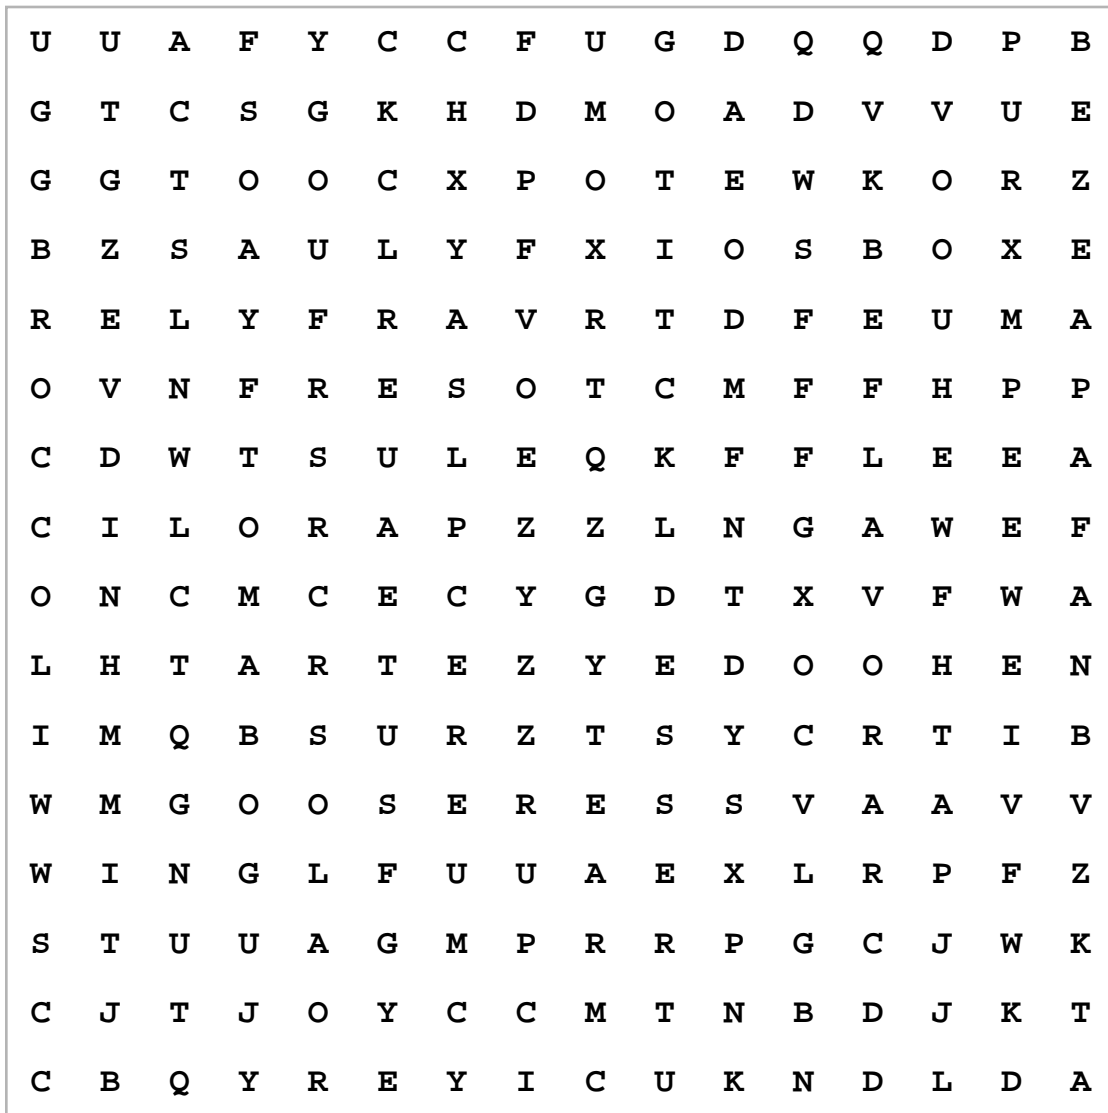 U U A F Y C C F U G D Q Q D P B
G T C S G K H D M O A D V V U E
G G T O O C X P O T E W K O R Z
B Z S A U L Y F X I O S B O X E
R E L Y F R A V R T D F E U M A
O V N F R E S O T C M F F H P P
C D W T S U L E Q K F F L E E A
C I L O R A P Z Z L N G A W E F
O N C M C E C Y G D T X V F W A
L H T A R T E Z Y E D O O H E N
I M Q B S U R Z T S Y C R T I B
W M G O O S E R E S S V A A V V
W I N G L F U U A E X L R P F Z
S T U U A G M P R R P G C J W K
C J T J O Y C C M T N B D J K T
C B Q Y R E Y I C U K N D L D A